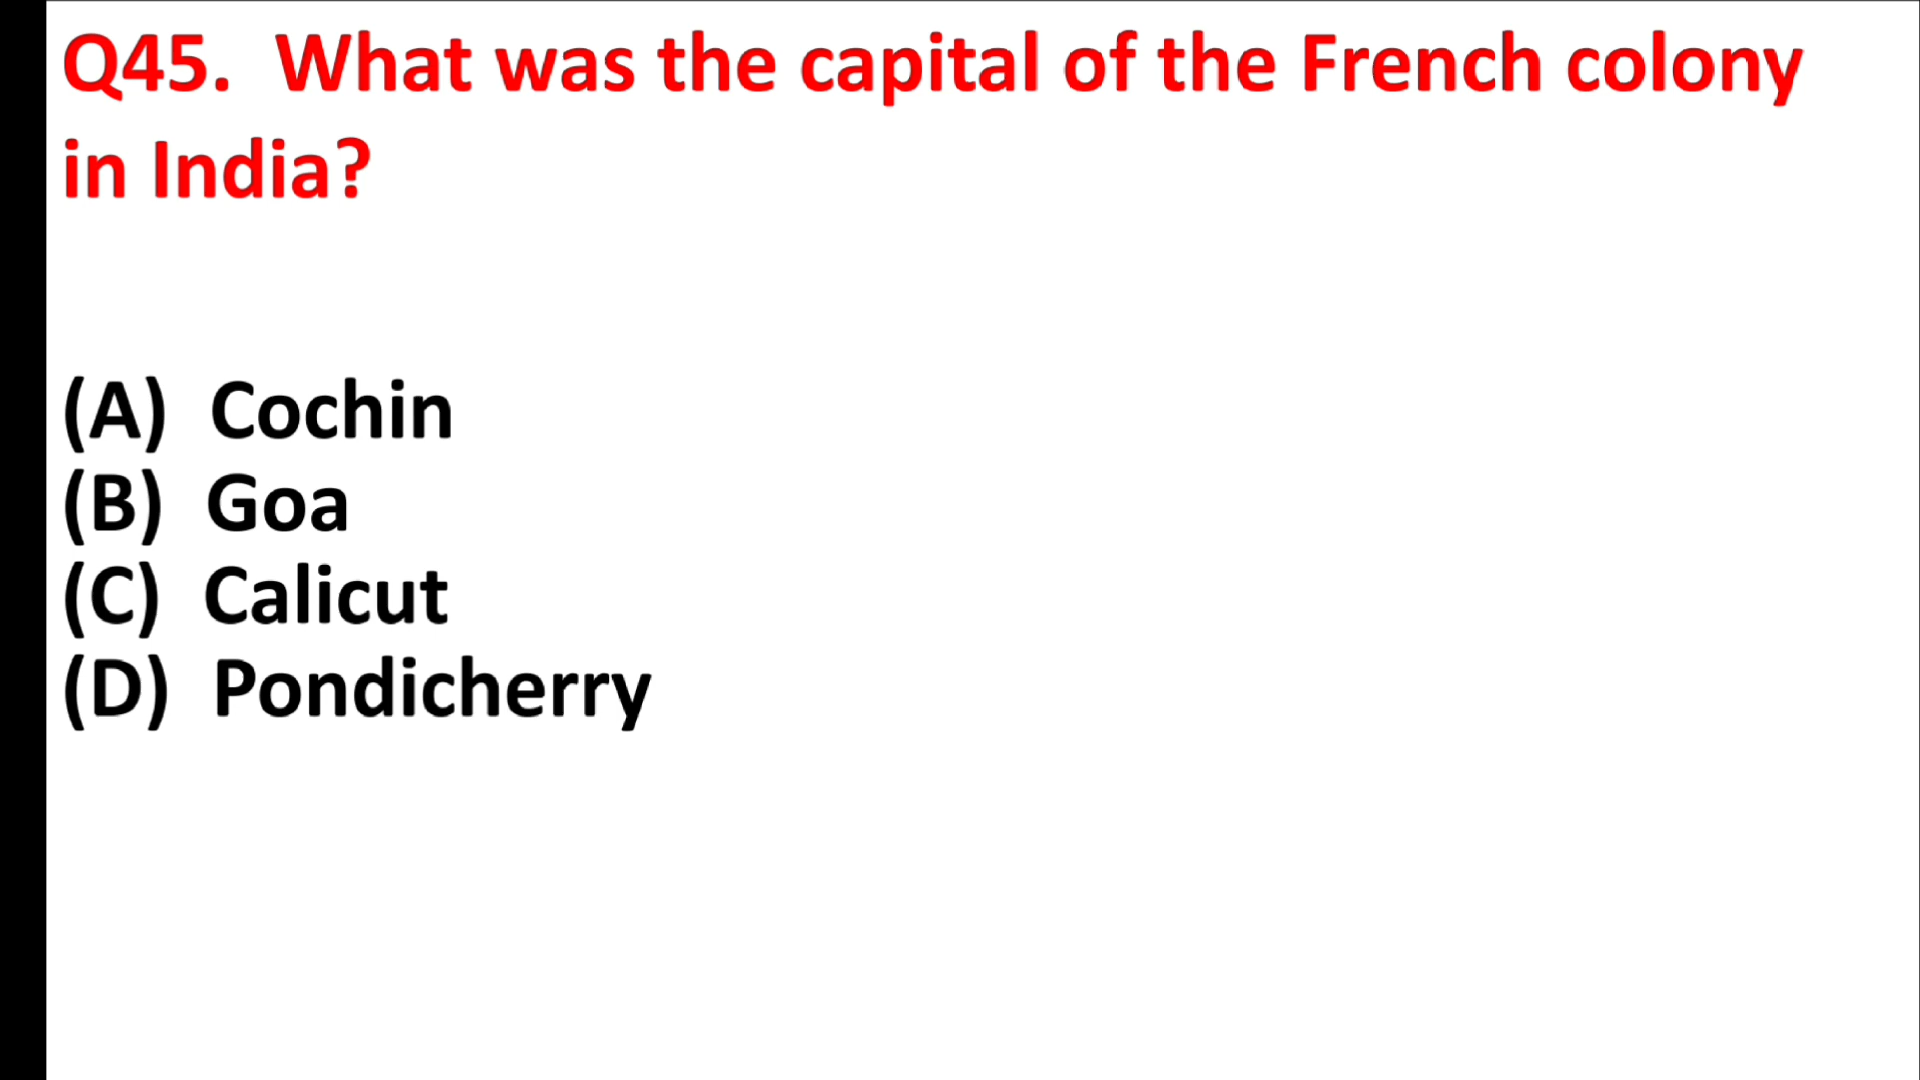 Q45. What was the capital of the French colony
in India?
(A) Cochin
(B) Goa
(C) Calicut
(D) Pondicherry